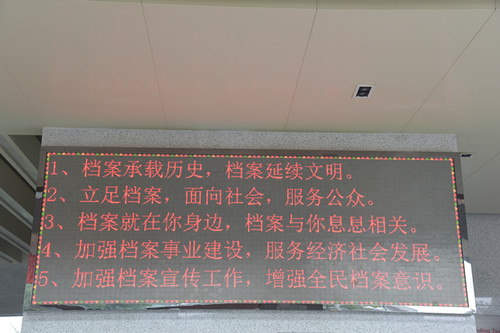 1、档案承载历史，档案延续文明。
2、立足档案，面向社会，服务公众。
3、档案就在你身边，档案与你息息相关。
4、加强档案事业建设，服务经济社会发展。
5、加强档案宣传工作，增强全民档案意识。